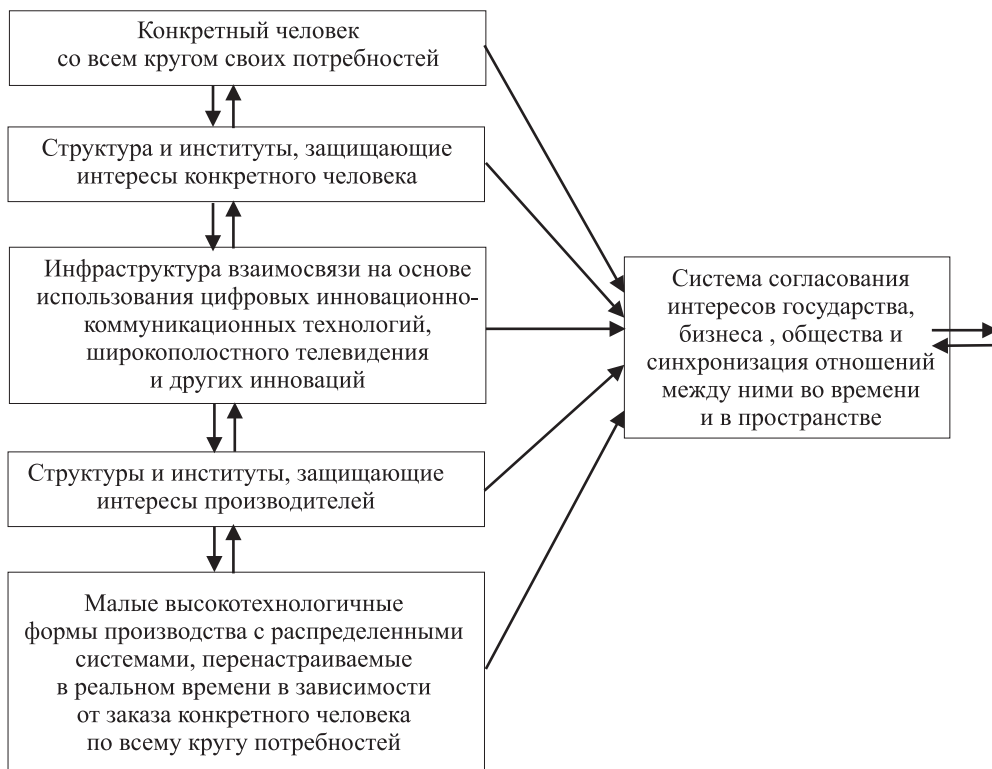 Конкретный человек
со всем кругом своих потребностей
Структура и институты, защищающие
интересы конкретного человека
Инфраструктура взаимосвязи на основе
использования цифровых инновационно-
коммуникационных технологий,
широкополостного телевидения
и других инноваций
Структуры и институты, защищающие
интересы производителей
Малые высокотехнологичные
формы производства с распределенными
системами, перенастраиваемые
в реальном времени в зависимости
от заказа конкретного человека
по всему кругу потребностей
Система согласования
интересов государства,
бизнеса , общества и
синхронизация отношений
между ними во времени
и в пространстве